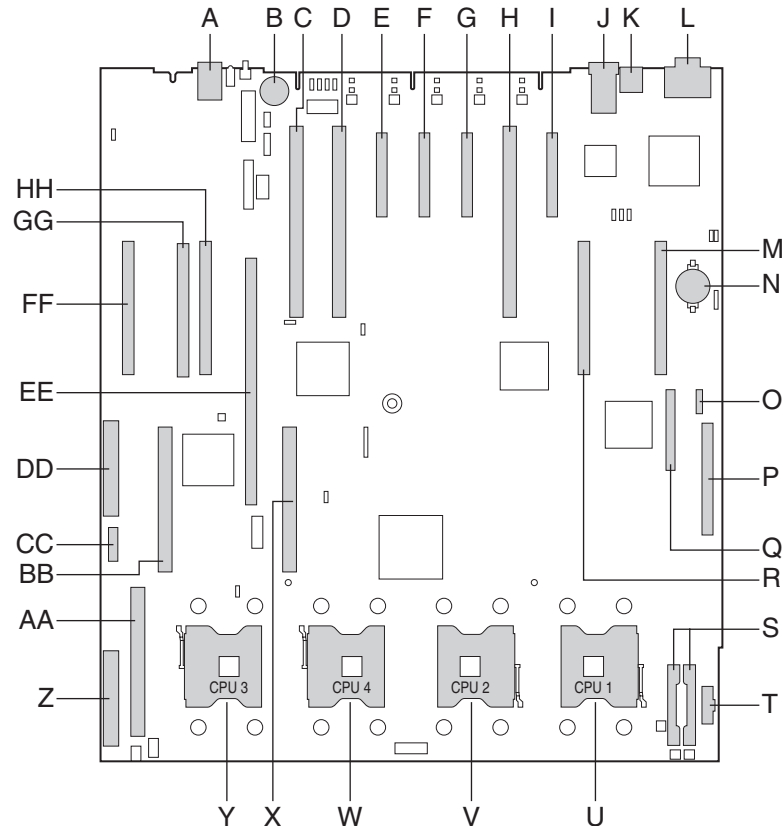 A B C D E F G H I J K L
HH
GG
M
FF
N
EE
O
DD
P
CC
Q
BB
R
AA
S
Z
CPU 3 CPU 4 CPU 2 CPU 1
T
Y X W V U